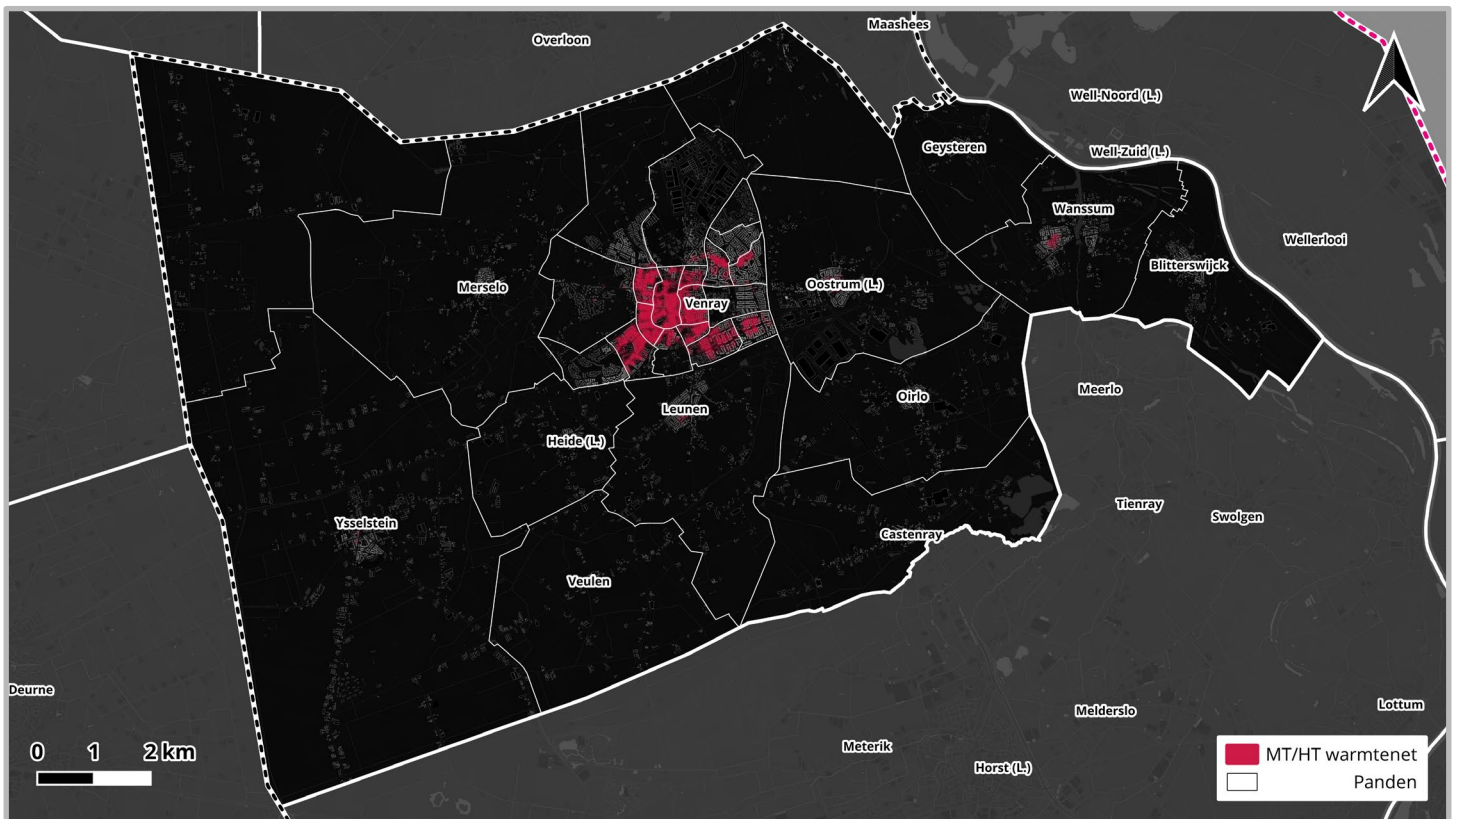 Maashees
Overloon
Well-Noord (L.)
Geysteren
Well-Zuid (L.)
Wanssum
Wellerlooi
Blitterswijck
Merselo
Oostrum (L.)
Venray
Meerlo
Oirlo
Leunen
Heide (L.)
Tienray
Swolgen
Ysselstein
Castenray
Veulen
Deurne
Lottum
Melderslo
Meterik
Horst (L.)
0 1 2 km
MT/HT warmtenet
Panden